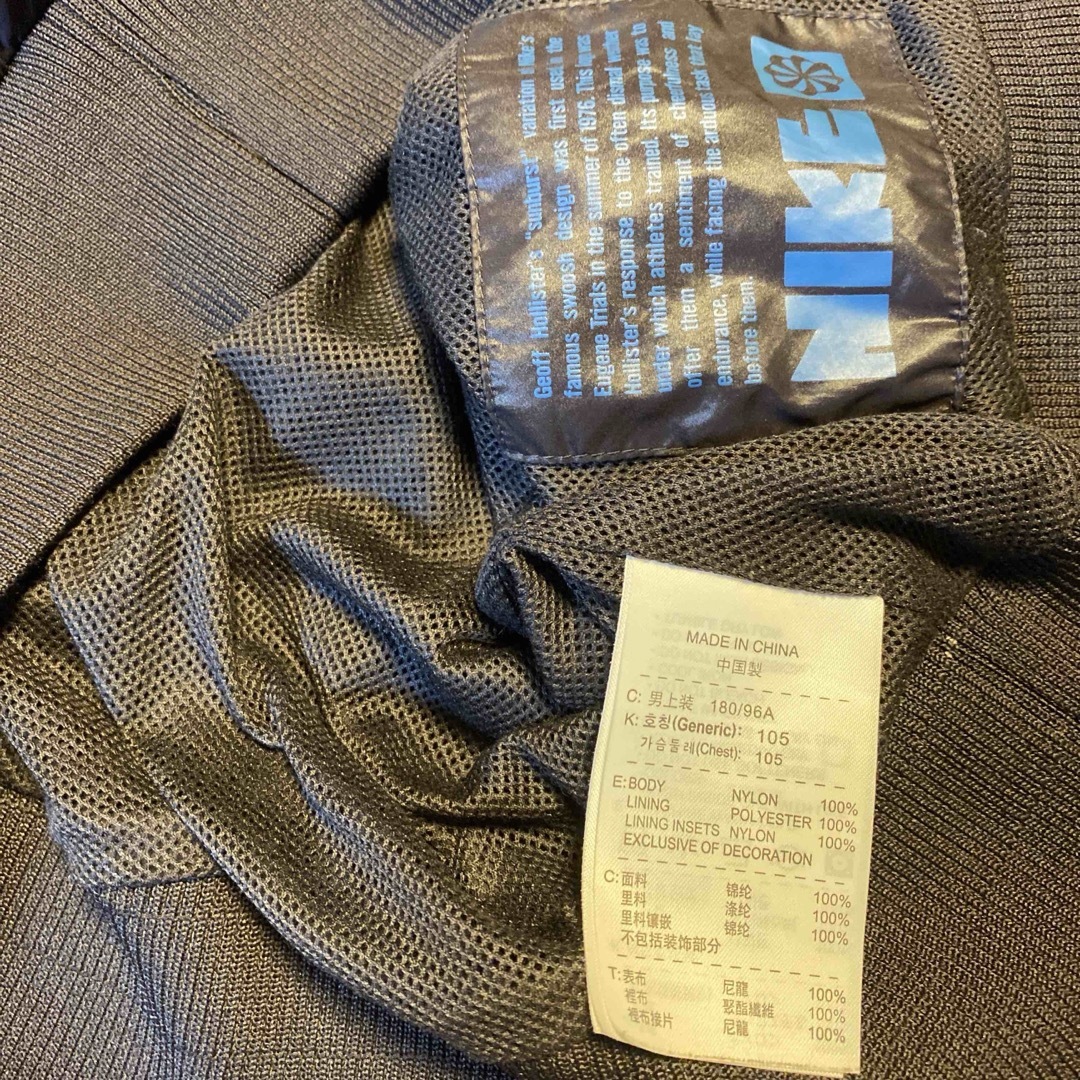 Geoff Hollister's "sunburst" variation of Nike's
famous swoosh design was first used in the
Eugene Trials in the summer of 1976. This was
Hollister's response to the often dismal weather
under which athletes trained. Its purpose was to
offer them a sentiment of cheerfulness and
endurance, while facing the arduous task that lay
before them.
NIKE
MADE IN CHINA
中国製
C: 男上装 180/96A
K: 호칭(Generic): 105
가슴둘레(Chest): 105
E: BODY NYLON 100%
LINING POLYESTER 100%
LINING INSETS NYLON 100%
EXCLUSIVE OF DECORATION
C: 面料 锦纶 100%
里料 涤纶 100%
里料镶嵌 锦纶 100%
不包括装饰部分
T: 表布 尼龍 100%
裡布 聚酯纖維 100%
裡布接片 尼龍 100%